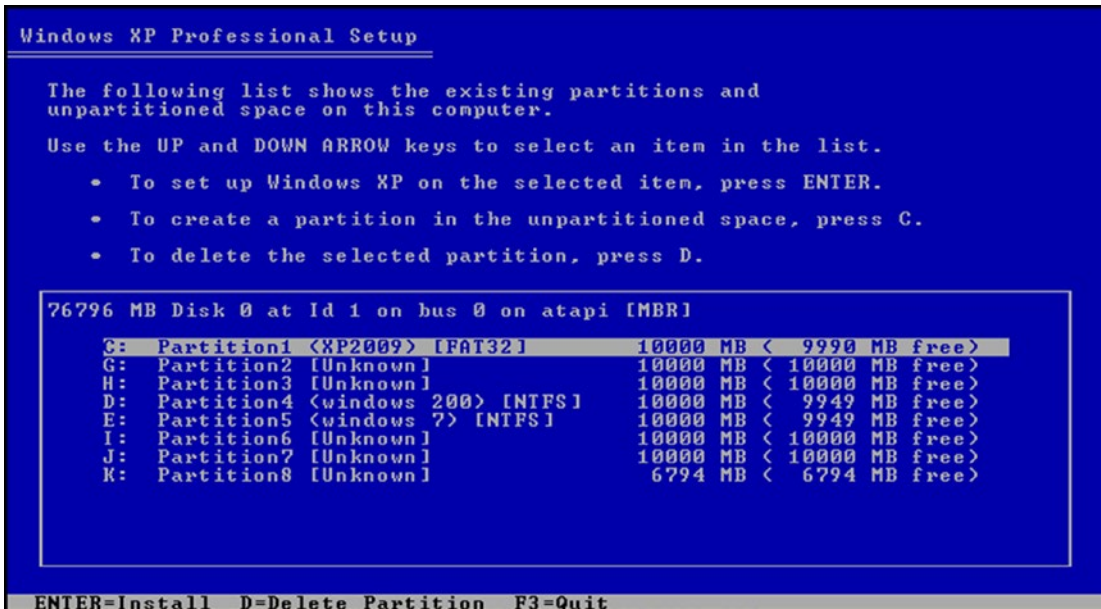 Windows XP Professional Setup
The following list shows the existing partitions and
unpartitioned space on this computer.
Use the UP and DOWN ARROW keys to select an item in the list.
• To set up Windows XP on the selected item, press ENTER.
• To create a partition in the unpartitioned space, press C.
• To delete the selected partition, press D.
76796 MB Disk 0 at Id 1 on bus 0 on atapi [MBR]
C: Partition1 (XP2009) [FAT32] 10000 MB ( 9990 MB free)
G: Partition2 [Unknown] 10000 MB ( 10000 MB free)
H: Partition3 [Unknown] 10000 MB ( 10000 MB free)
D: Partition4 (windows 200) [NTFS] 10000 MB ( 9949 MB free)
E: Partition5 (windows 7) [NTFS] 10000 MB ( 9949 MB free)
I: Partition6 [Unknown] 10000 MB ( 10000 MB free)
J: Partition7 [Unknown] 10000 MB ( 10000 MB free)
K: Partition8 [Unknown] 6794 MB ( 6794 MB free)
ENTER=Install D=Delete Partition F3=Quit